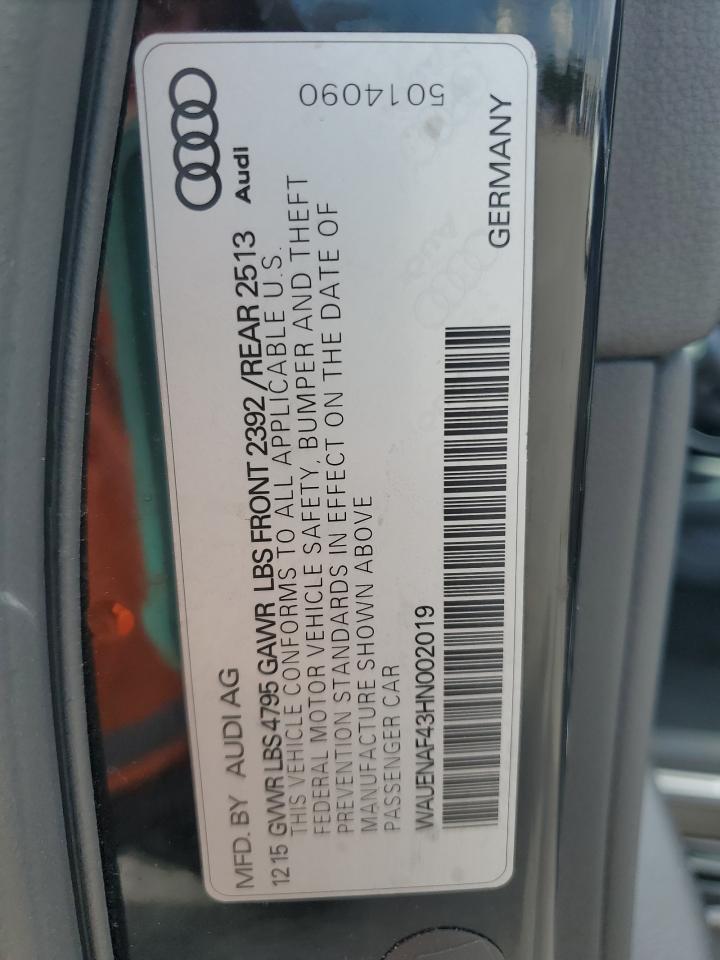 MFD. BY AUDI AG
12 15 GVWR LBS 4795 GAWR LBS FRONT 2392 /REAR 2513
THIS VEHICLE CONFORMS TO ALL APPLICABLE U.S.
FEDERAL MOTOR VEHICLE SAFETY, BUMPER AND THEFT
PREVENTION STANDARDS IN EFFECT ON THE DATE OF
MANUFACTURE SHOWN ABOVE
PASSENGER CAR
WAUENAF43HN002019
Audi
5014090
GERMANY